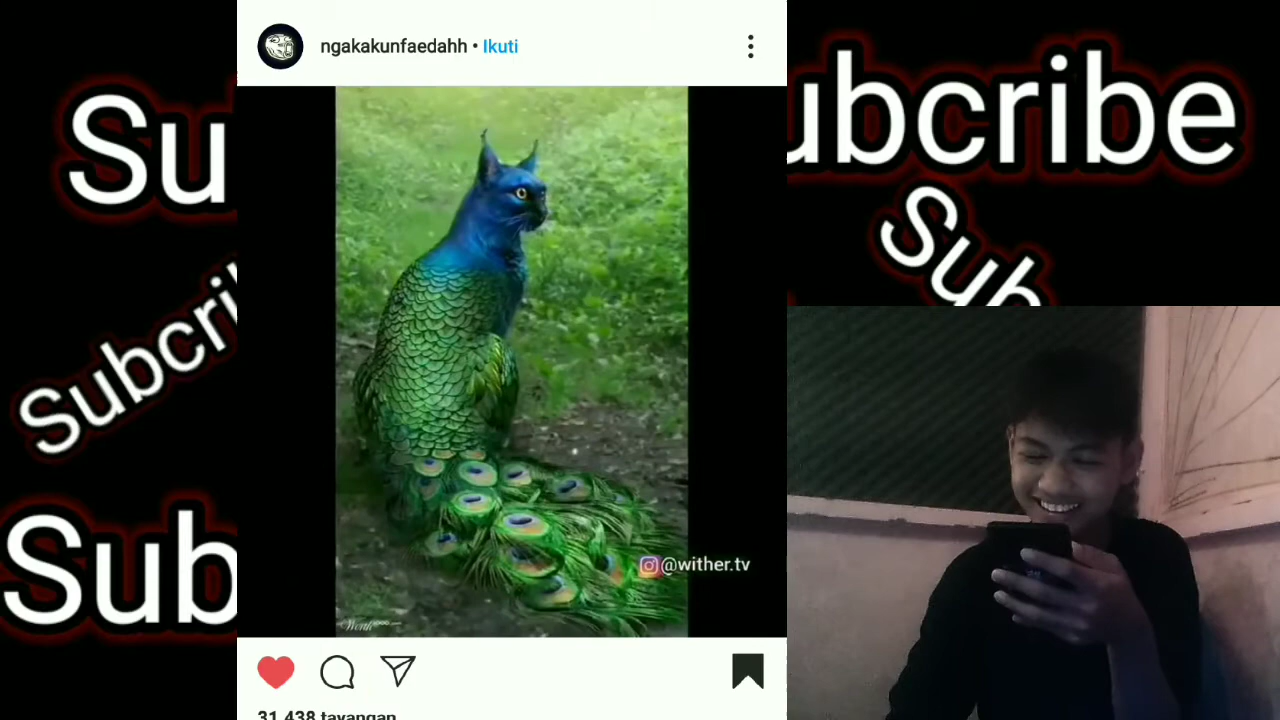 ngakakunfaedahh • Ikuti
Su
ubcribe
Sub
Subcri
Sub
@wither.tv
31.438 tayangan